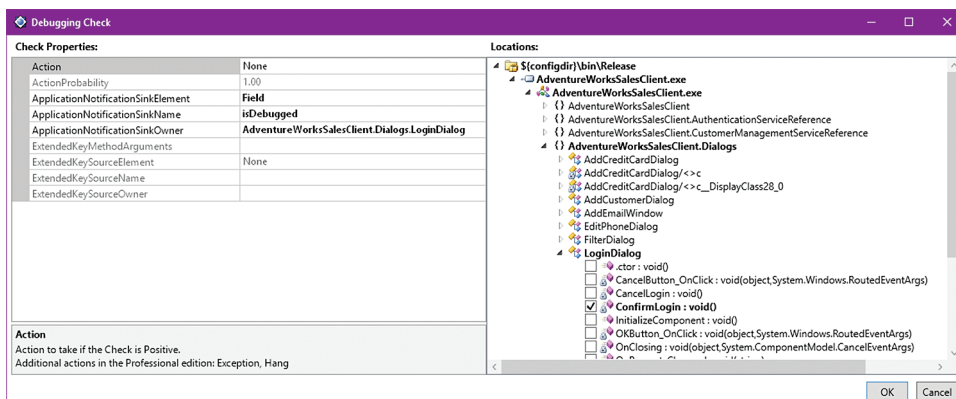 Debugging Check
Check Properties:
Action None
ActionProbability 1.00
ApplicationNotificationSinkElement Field
ApplicationNotificationSinkName isDebugged
ApplicationNotificationSinkOwner AdventureWorksSalesClient.Dialogs.LoginDialog
ExtendedKeyMethodArguments
ExtendedKeySourceElement None
ExtendedKeySourceName
ExtendedKeySourceOwner
Action
Action to take if the Check is Positive.
Additional actions in the Professional edition: Exception, Hang
Locations:
${configdir}\bin\Release
AdventureWorksSalesClient.exe
AdventureWorksSalesClient.exe
{} AdventureWorksSalesClient
{} AdventureWorksSalesClient.AuthenticationServiceReference
{} AdventureWorksSalesClient.CustomerManagementServiceReference
{} AdventureWorksSalesClient.Dialogs
AddCreditCardDialog
AddCreditCardDialog/<>c
AddCreditCardDialog/<>c__DisplayClass28_0
AddCustomerDialog
AddEmailWindow
EditPhoneDialog
FilterDialog
LoginDialog
.ctor : void()
CancelButton_OnClick : void(object,System.Windows.RoutedEventArgs)
CancelLogin : void()
ConfirmLogin : void()
InitializeComponent : void()
OKButton_OnClick : void(object,System.Windows.RoutedEventArgs)
OnClosing : void(object,System.ComponentModel.CancelEventArgs)
OK Cancel